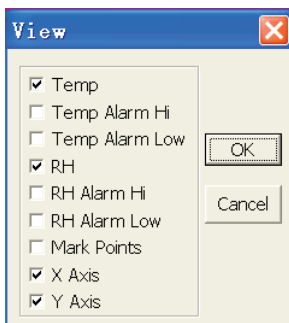 View
Temp
Temp Alarm Hi
Temp Alarm Low
RH
RH Alarm Hi
RH Alarm Low
Mark Points
X Axis
Y Axis
OK
Cancel